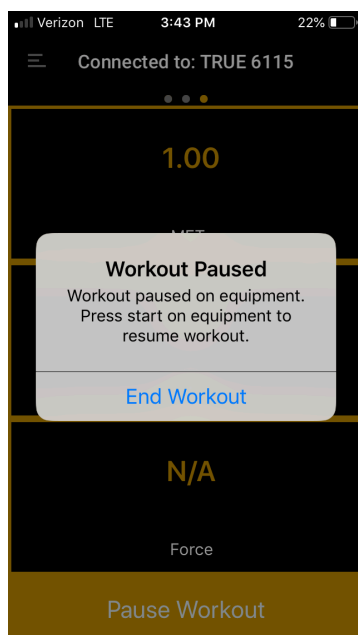 Verizon LTE 3:43 PM 22%
Connected to: TRUE 6115
1.00
MET
Workout Paused
Workout paused on equipment.
Press start on equipment to
resume workout.
End Workout
N/A
Force
Pause Workout